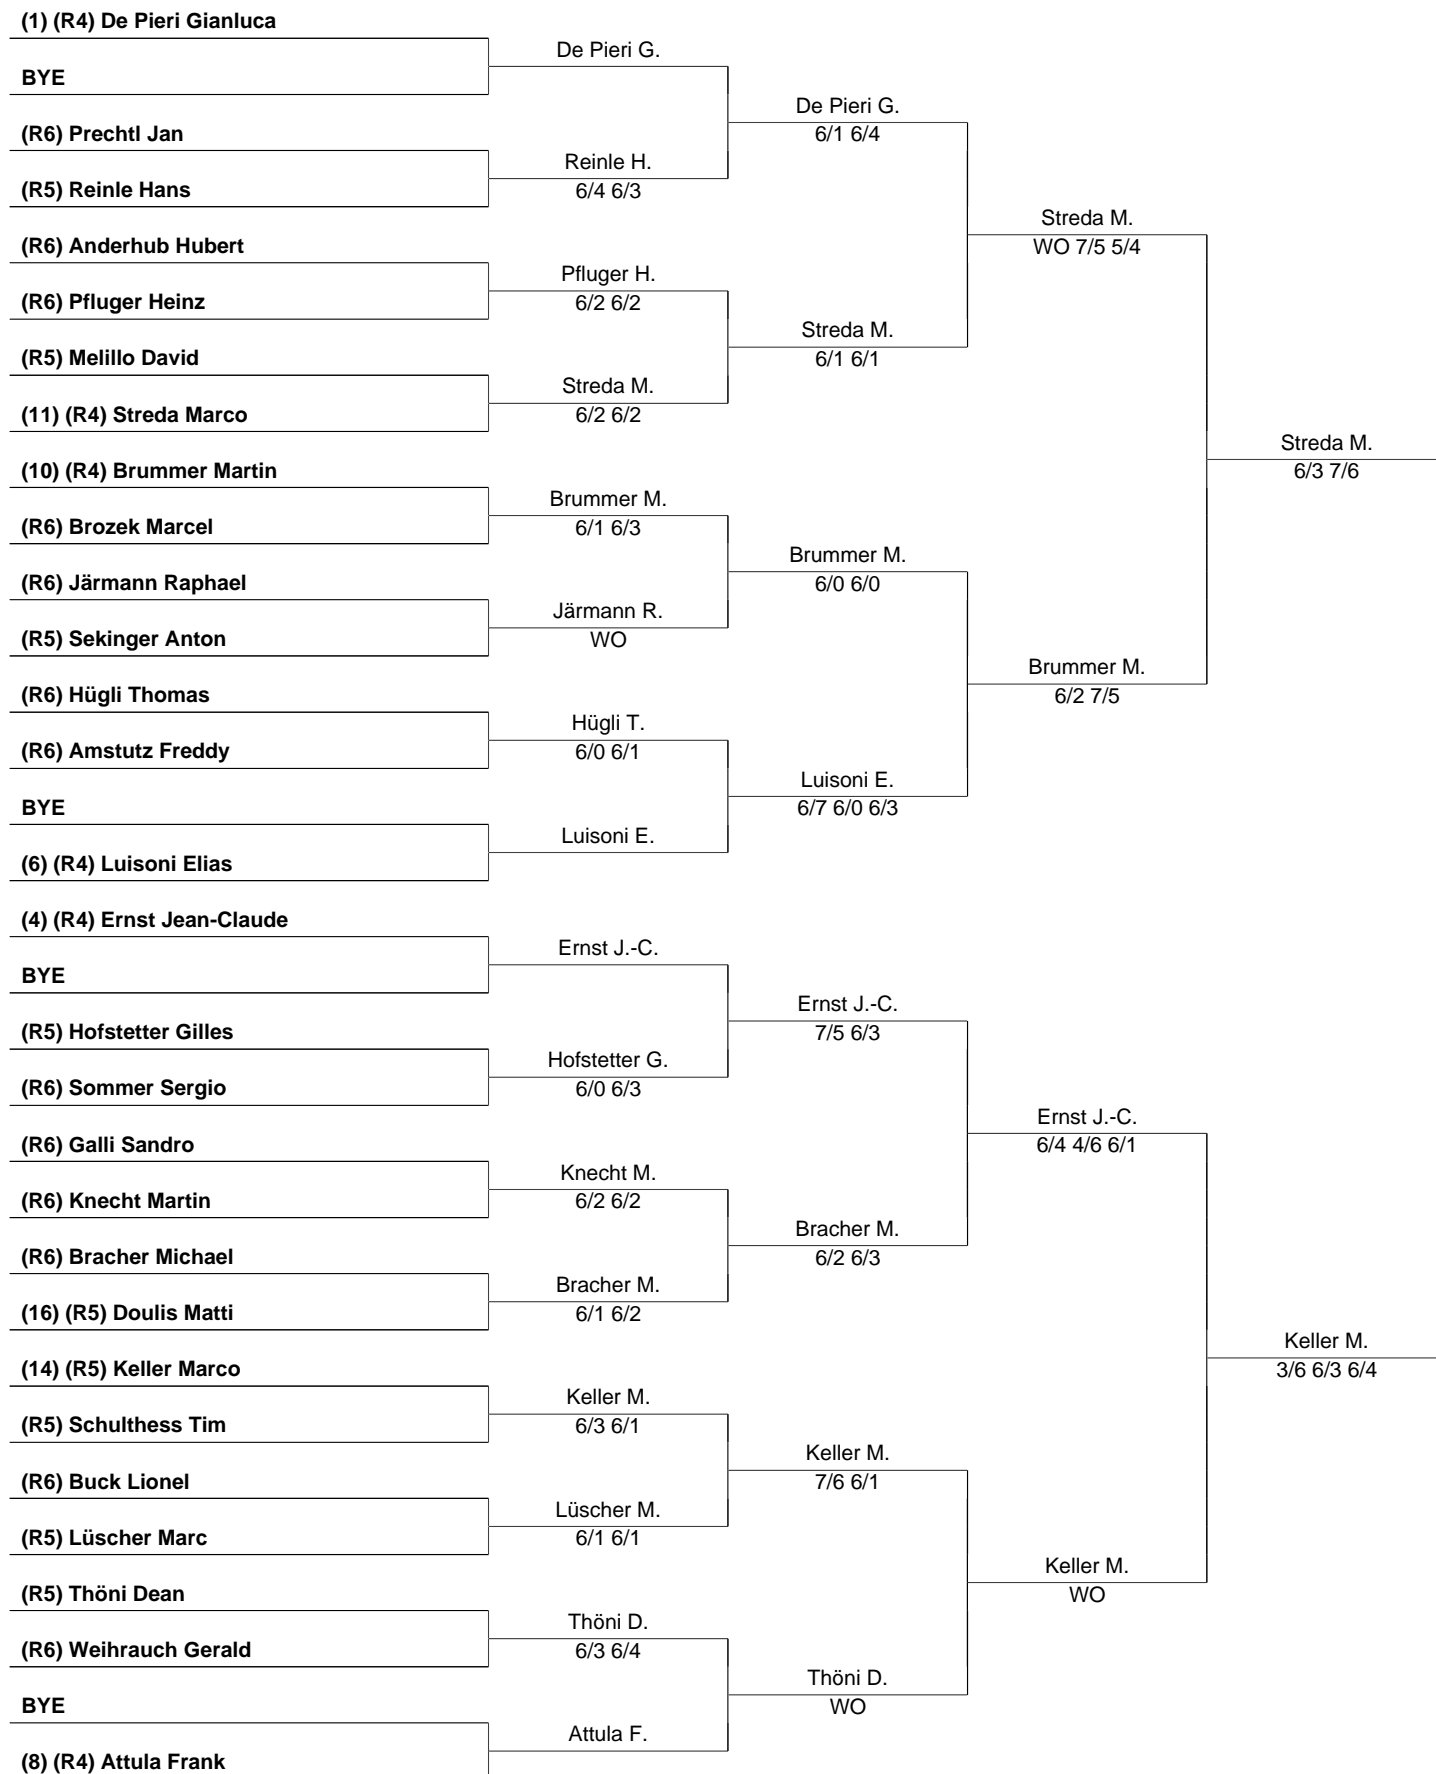 (1) (R4) De Pieri Gianluca
De Pieri G.
BYE
De Pieri G.
6/1 6/4
(R6) Prechtl Jan
Reinle H.
6/4 6/3
(R5) Reinle Hans
Streda M.
WO 7/5 5/4
(R6) Anderhub Hubert
Pfluger H.
6/2 6/2
(R6) Pfluger Heinz
Streda M.
6/1 6/1
(R5) Melillo David
Streda M.
6/2 6/2
(11) (R4) Streda Marco
Streda M.
6/3 7/6
(10) (R4) Brummer Martin
Brummer M.
6/1 6/3
(R6) Brozek Marcel
Brummer M.
6/0 6/0
(R6) Järmann Raphael
Järmann R.
WO
(R5) Sekinger Anton
Brummer M.
6/2 7/5
(R6) Hügli Thomas
Hügli T.
6/0 6/1
(R6) Amstutz Freddy
Luisoni E.
6/7 6/0 6/3
BYE
Luisoni E.
(6) (R4) Luisoni Elias
(4) (R4) Ernst Jean-Claude
Ernst J.-C.
BYE
Ernst J.-C.
7/5 6/3
(R5) Hofstetter Gilles
Hofstetter G.
6/0 6/3
(R6) Sommer Sergio
Ernst J.-C.
6/4 4/6 6/1
(R6) Galli Sandro
Knecht M.
6/2 6/2
(R6) Knecht Martin
Bracher M.
6/2 6/3
(R6) Bracher Michael
Bracher M.
6/1 6/2
(16) (R5) Doulis Matti
Keller M.
3/6 6/3 6/4
(14) (R5) Keller Marco
Keller M.
6/3 6/1
(R5) Schulthess Tim
Keller M.
7/6 6/1
(R6) Buck Lionel
Lüscher M.
6/1 6/1
(R5) Lüscher Marc
Keller M.
WO
(R5) Thöni Dean
Thöni D.
6/3 6/4
(R6) Weihrauch Gerald
Thöni D.
WO
BYE
Attula F.
(8) (R4) Attula Frank